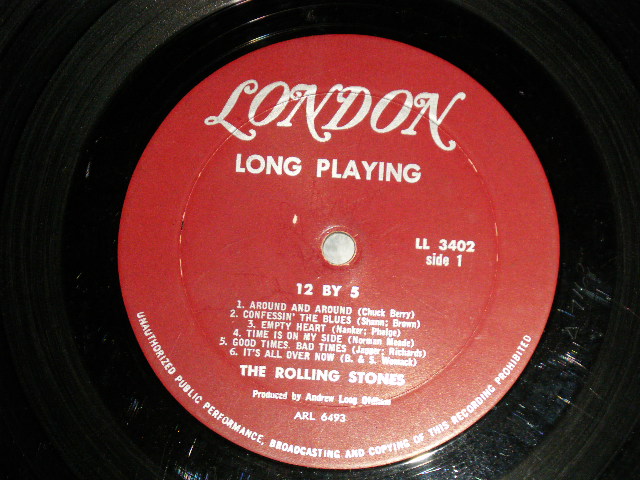 LONDON
LONG PLAYING
LL 3402
side 1
12 BY 5
1. AROUND AND AROUND (Chuck Berry)
2. CONFESSIN' THE BLUES (Shann; Brown)
3. EMPTY HEART (Nanker; Phelge)
4. TIME IS ON MY SIDE (Norman Meade)
5. GOOD TIMES, BAD TIMES (Jagger; Richards)
6. IT'S ALL OVER NOW (B. & S. Womack)
THE ROLLING STONES
Produced by Andrew Loog Oldham
ARL 6493
UNAUTHORIZED PUBLIC PERFORMANCE, BROADCASTING AND COPYING OF THIS RECORDING PROHIBITED